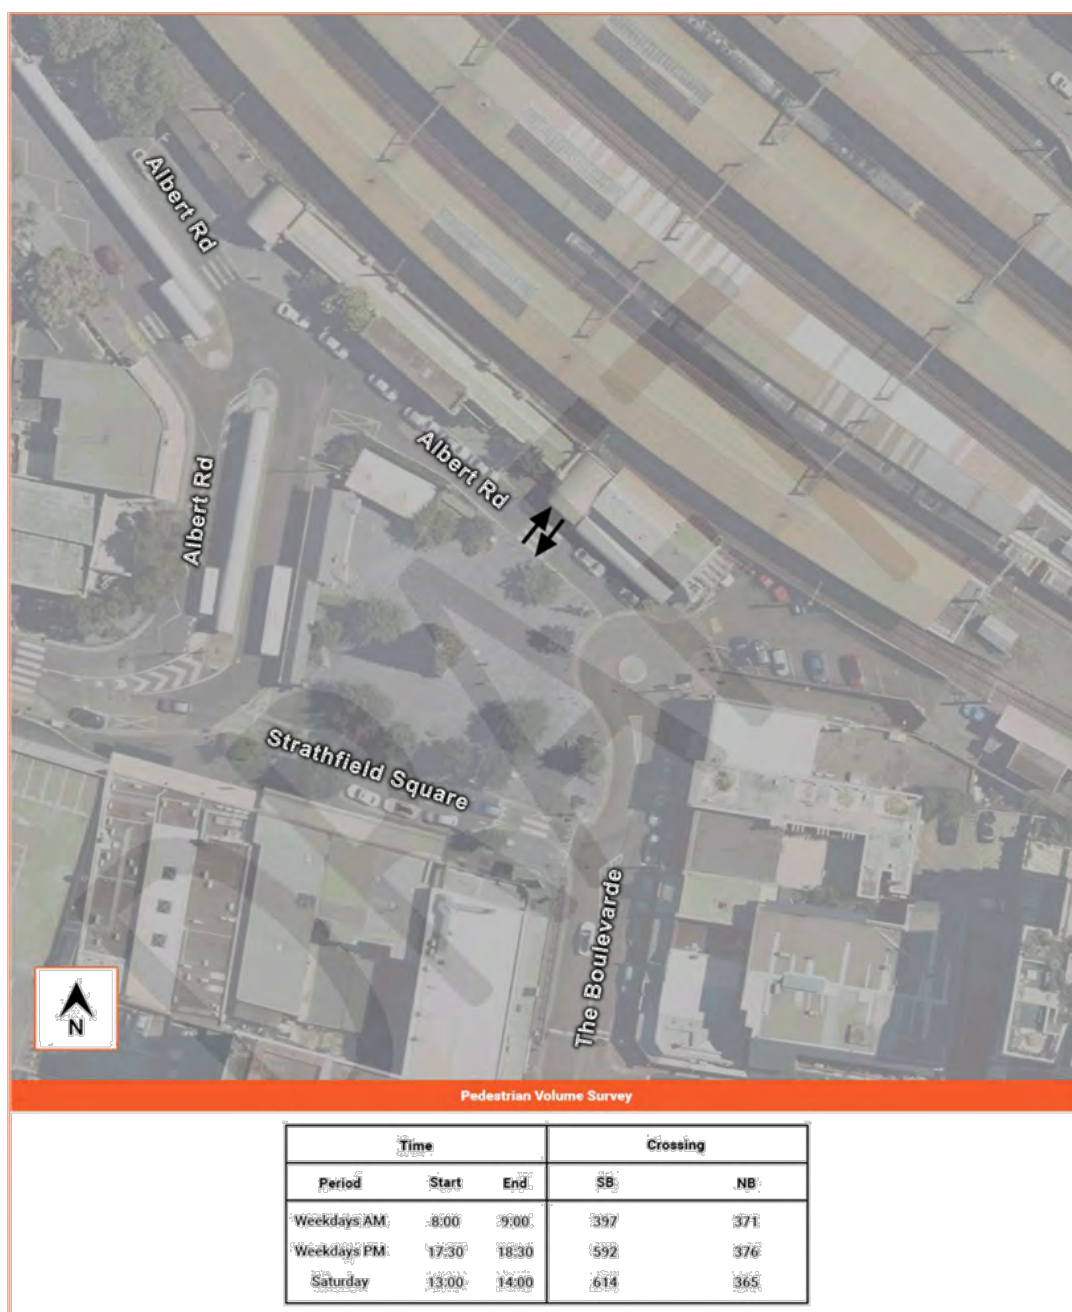 Albert Rd
Albert Rd
Albert Rd
Strathfield Square
The Boulevarde
N
Pedestrian Volume Survey
Time Crossing
Period Start End SB NB
Weekdays AM 8:00 9:00 397 371
Weekdays PM 17:30 18:30 592 376
Saturday 13:00 14:00 614 365